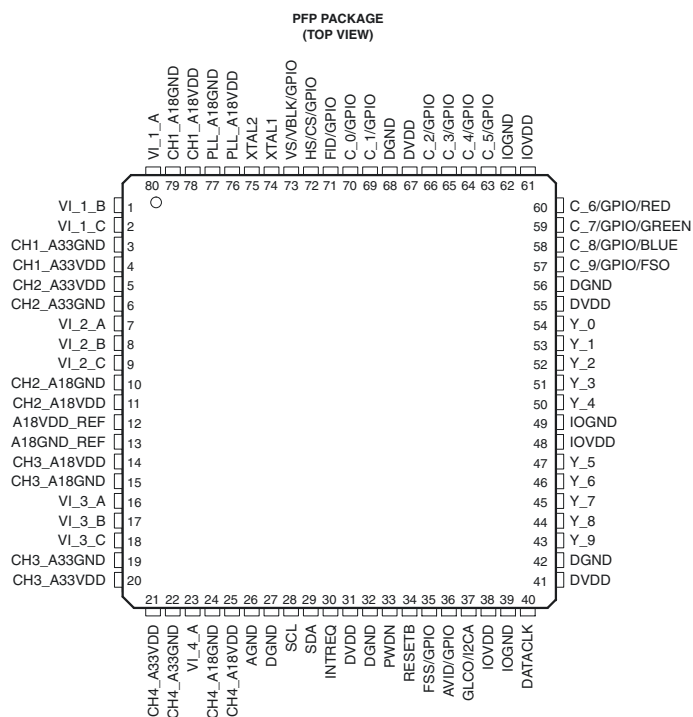 PFP PACKAGE
(TOP VIEW)
VI_1_A
CH1_A18GND
CH1_A18VDD
PLL_A18GND
PLL_A18VDD
XTAL2
XTAL1
VS/VBLK/GPIO
HS/CS/GPIO
FID/GPIO
C_0/GPIO
C_1/GPIO
DGND
DVDD
C_2/GPIO
C_3/GPIO
C_4/GPIO
C_5/GPIO
IOGND
IOVDD
80 79 78 77 76 75 74 73 72 71 70 69 68 67 66 65 64 63 62 61
VI_1_B 1
VI_1_C 2
CH1_A33GND 3
CH1_A33VDD 4
CH2_A33VDD 5
CH2_A33GND 6
VI_2_A 7
VI_2_B 8
VI_2_C 9
CH2_A18GND 10
CH2_A18VDD 11
A18VDD_REF 12
A18GND_REF 13
CH3_A18VDD 14
CH3_A18GND 15
VI_3_A 16
VI_3_B 17
VI_3_C 18
CH3_A33GND 19
CH3_A33VDD 20
60 C_6/GPIO/RED
59 C_7/GPIO/GREEN
58 C_8/GPIO/BLUE
57 C_9/GPIO/FSO
56 DGND
55 DVDD
54 Y_0
53 Y_1
52 Y_2
51 Y_3
50 Y_4
49 IOGND
48 IOVDD
47 Y_5
46 Y_6
45 Y_7
44 Y_8
43 Y_9
42 DGND
41 DVDD
21 22 23 24 25 26 27 28 29 30 31 32 33 34 35 36 37 38 39 40
CH4_A33VDD
CH4_A33GND
VI_4_A
CH4_A18GND
CH4_A18VDD
AGND
DGND
SCL
SDA
INTREQ
DVDD
DGND
PWDN
RESETB
FSS/GPIO
AVID/GPIO
GLCO/I2CA
IOVDD
IOGND
DATACLK